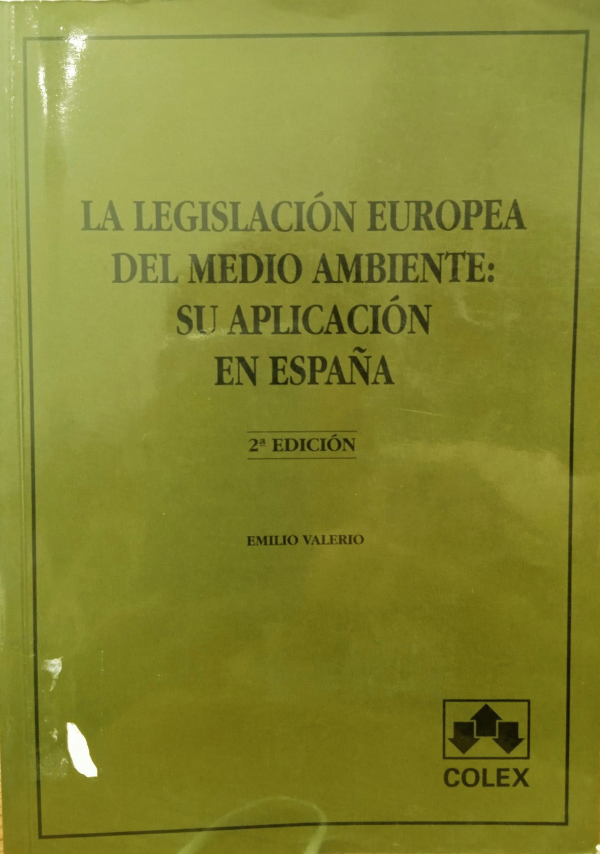 LA LEGISLACIÓN EUROPEA
DEL MEDIO AMBIENTE:
SU APLICACIÓN
EN ESPAÑA
2ª EDICIÓN
EMILIO VALERIO
COLEX